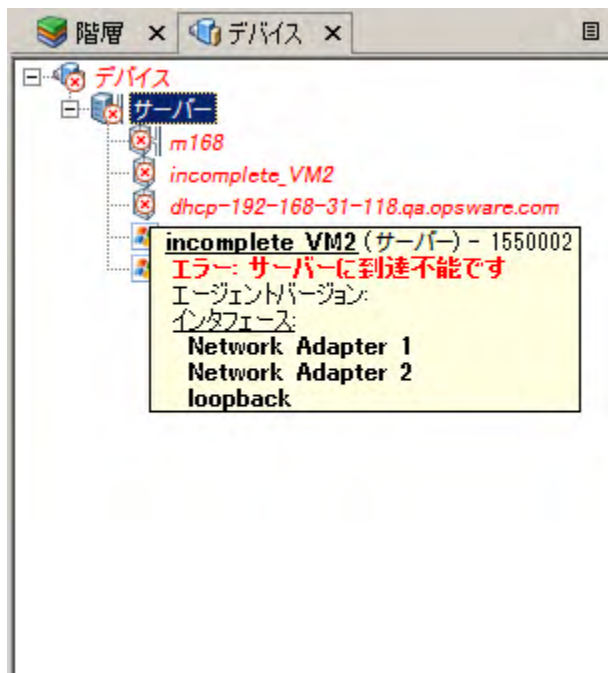 階層
デバイス
デバイス
サーバー
m168
incomplete_VM2
dhcp-192-168-31-118.qa.opsware.com
incomplete_VM2 (サーバー) - 1550002
エラー: サーバーに到達不能です
エージェントバージョン:
インタフェース:
Network Adapter 1
Network Adapter 2
loopback